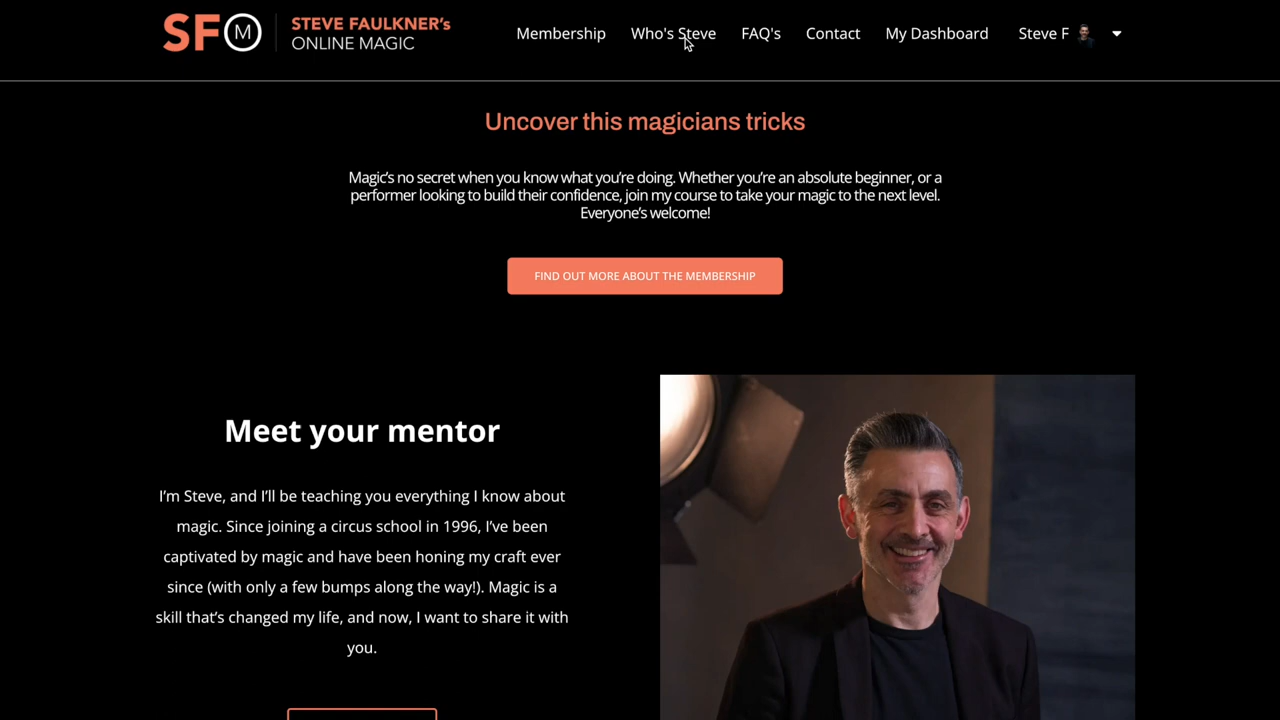 SFM
STEVE FAULKNER's
ONLINE MAGIC
Membership
Who's Steve
FAQ's
Contact
My Dashboard
Steve F
Uncover this magicians tricks
Magic’s no secret when you know what you’re doing. Whether you’re an absolute beginner, or a
performer looking to build their confidence, join my course to take your magic to the next level.
Everyone’s welcome!
FIND OUT MORE ABOUT THE MEMBERSHIP
Meet your mentor
I’m Steve, and I’ll be teaching you everything I know about
magic. Since joining a circus school in 1996, I’ve been
captivated by magic and have been honing my craft ever
since (with only a few bumps along the way!). Magic is a
skill that’s changed my life, and now, I want to share it with
you.